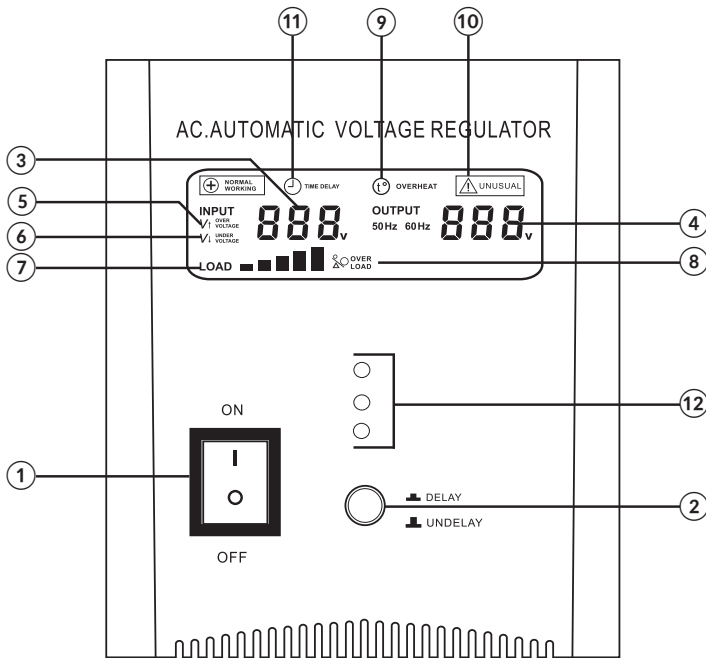 11
9
10
AC.AUTOMATIC VOLTAGE REGULATOR
3
NORMAL WORKING
TIME DELAY
t° OVERHEAT
UNUSUAL
5
INPUT
OVER VOLTAGE
888v
OUTPUT
50Hz 60Hz
888v
4
6
UNDER VOLTAGE
7
LOAD
OVER LOAD
8
12
ON
1
I
O
DELAY
UNDELAY
2
OFF